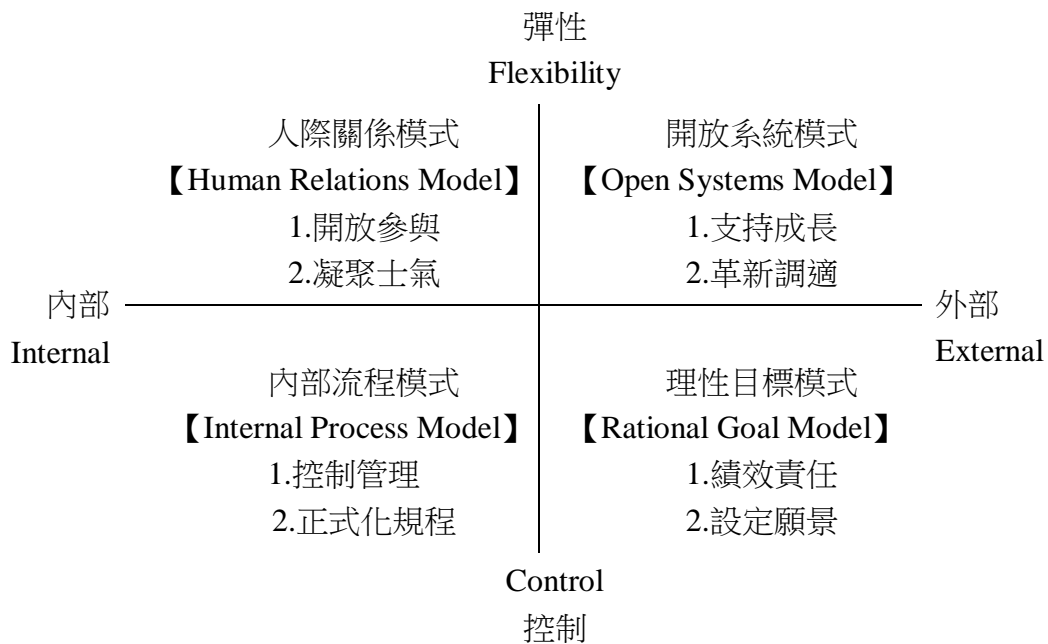 彈性
Flexibility
人際關係模式
【Human Relations Model】
1.開放參與
2.凝聚士氣
開放系統模式
【Open Systems Model】
1.支持成長
2.革新調適
內部
Internal
外部
External
內部流程模式
【Internal Process Model】
1.控制管理
2.正式化規程
理性目標模式
【Rational Goal Model】
1.績效責任
2.設定願景
Control
控制